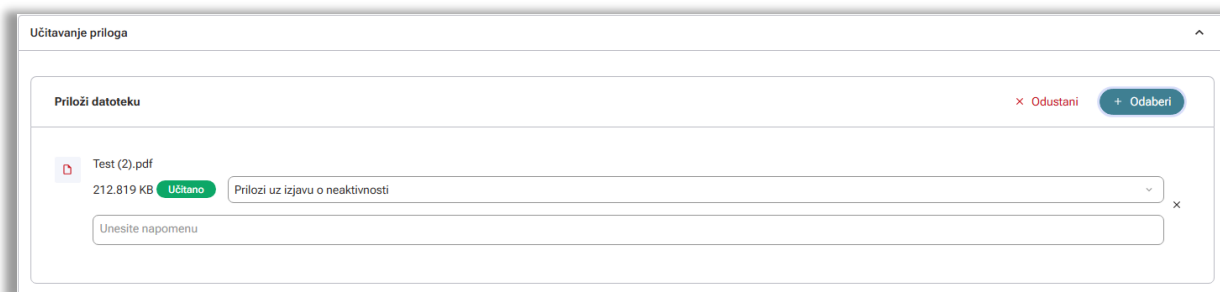 Učitavanje priloga
Priloži datoteku
× Odustani
+ Odaberi
Test (2).pdf
212.819 KB Učitano Prilozi uz izjavu o neaktivnosti
Unesite napomenu